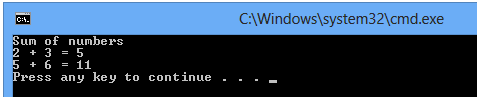 C:\Windows\system32\cmd.exe
Sum of numbers
2 + 3 = 5
5 + 6 = 11
Press any key to continue . . . _